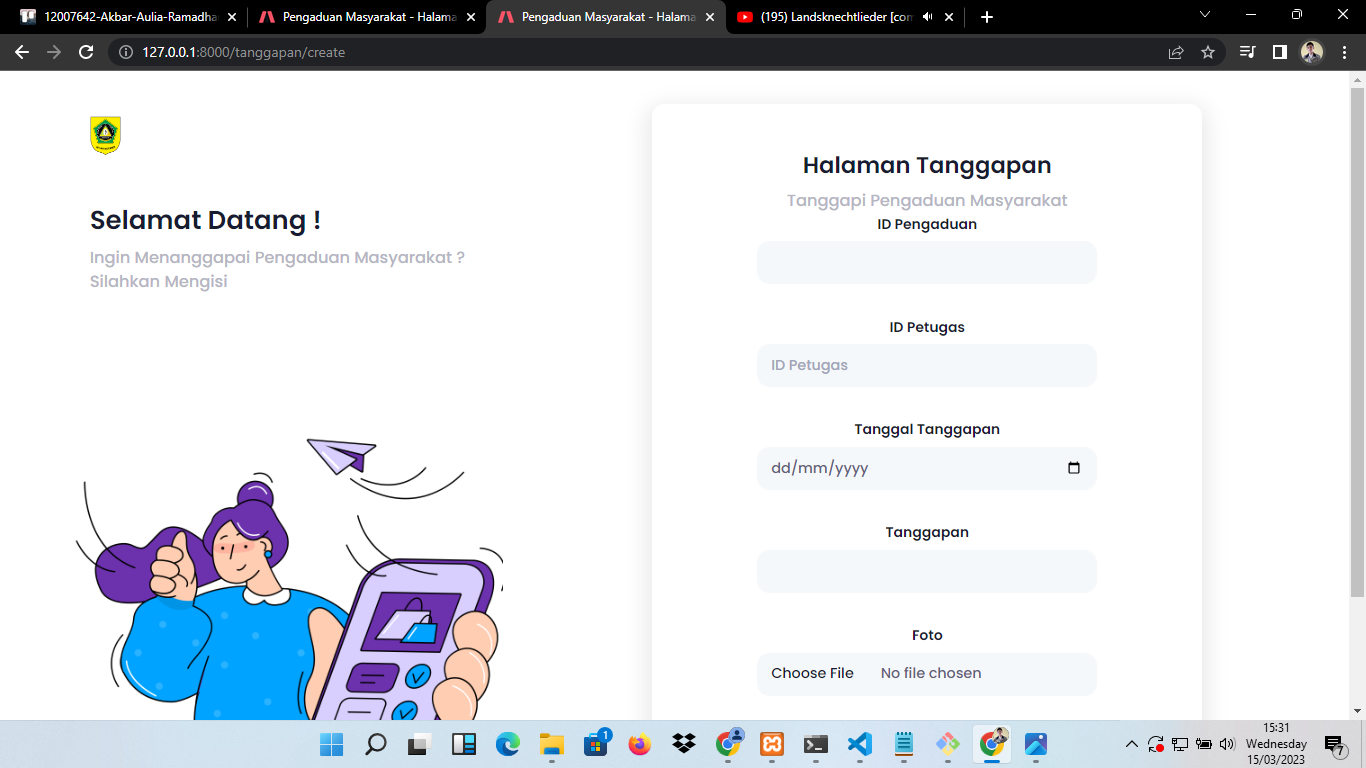 12007642-Akbar-Aulia-Ramadha
Pengaduan Masyarakat - Halama
Pengaduan Masyarakat - Halama
(195) Landsknechtlieder [com
127.0.0.1:8000/tanggapan/create
Selamat Datang !
Ingin Menanggapai Pengaduan Masyarakat ?
Silahkan Mengisi
Halaman Tanggapan
Tanggapi Pengaduan Masyarakat
ID Pengaduan
ID Petugas
ID Petugas
Tanggal Tanggapan
dd/mm/yyyy
Tanggapan
Foto
Choose File No file chosen
1
15:31
Wednesday
15/03/2023
7